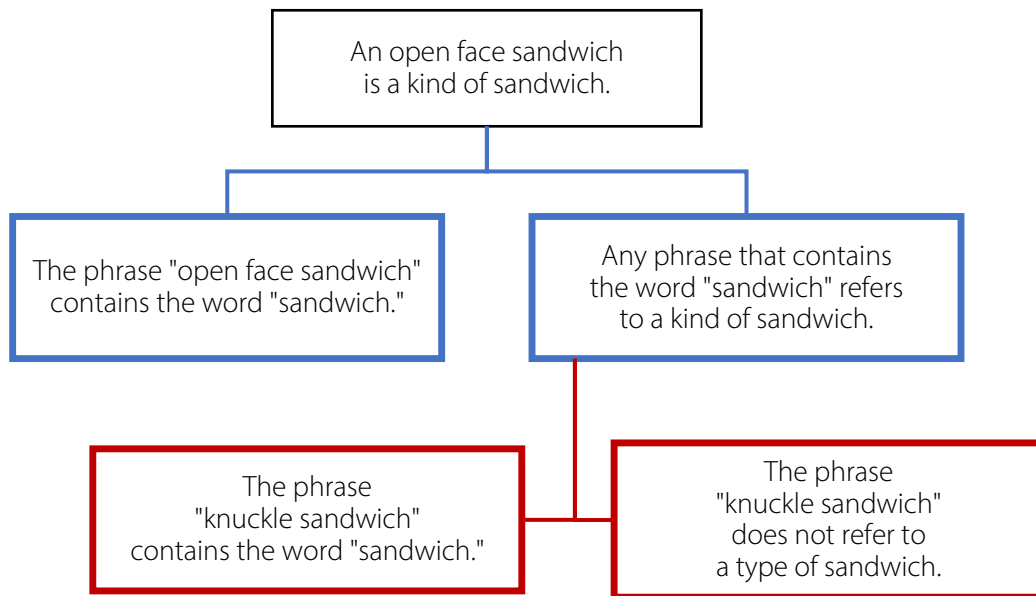 An open face sandwich
is a kind of sandwich.
The phrase "open face sandwich"
contains the word "sandwich."
Any phrase that contains
the word "sandwich" refers
to a kind of sandwich.
The phrase
"knuckle sandwich"
contains the word "sandwich."
The phrase
"knuckle sandwich"
does not refer to
a type of sandwich.